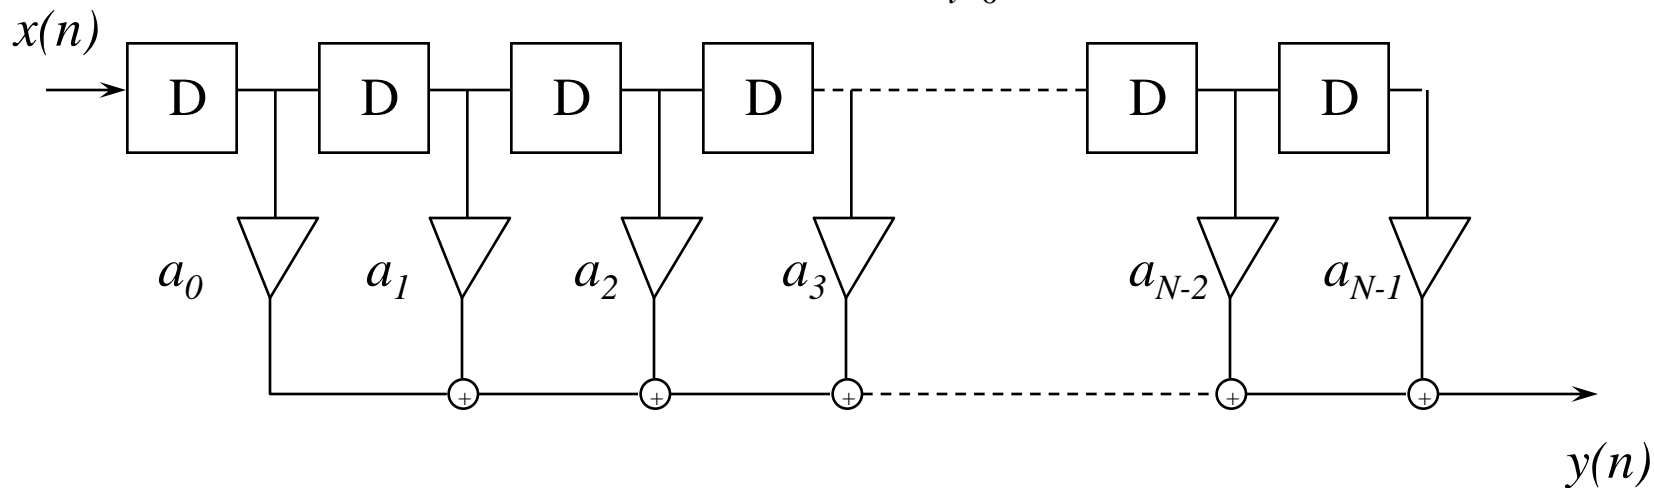 x(n)
D D D D D D
a0 a1 a2 a3 aN-2 aN-1
+ + + + +
y(n)